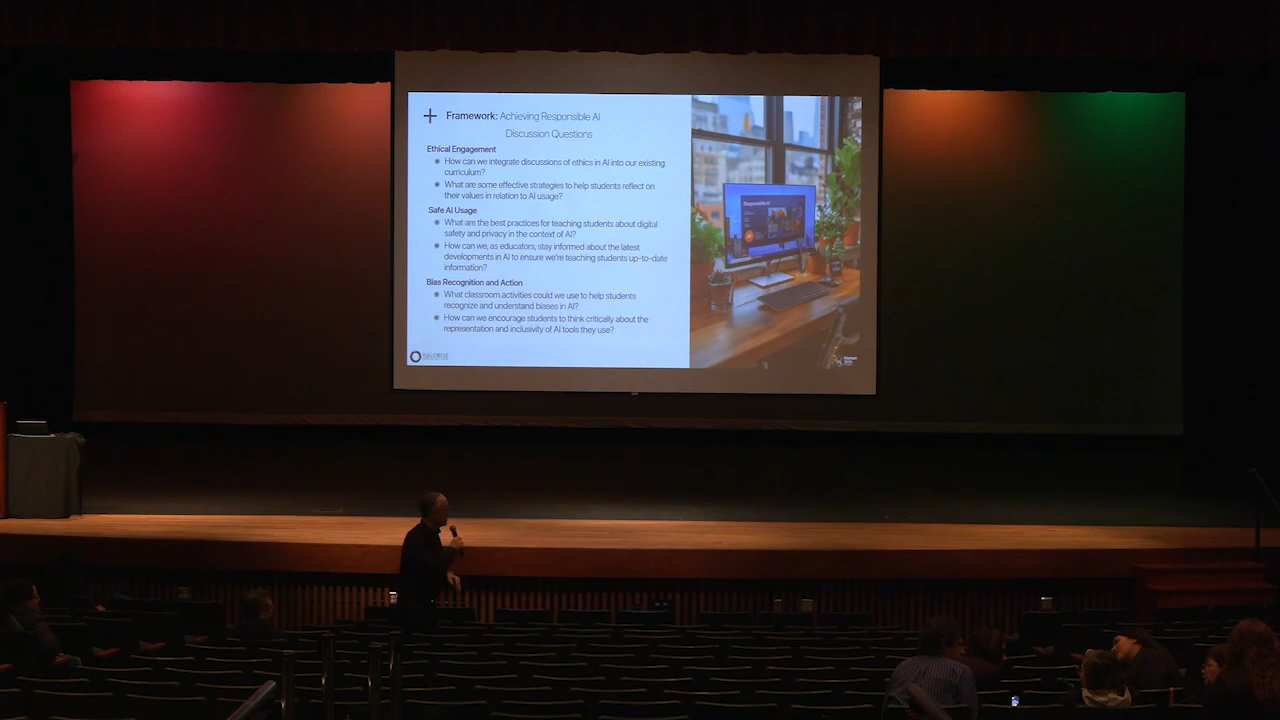 Framework: Achieving Responsible AI
Discussion Questions
Ethical Engagement
How can we integrate discussions of ethics in AI into our existing
curriculum?
What are some effective strategies to help students reflect on
their values in relation to AI usage?
Safe AI Usage
What are the best practices for teaching students about digital
safety and privacy in the context of AI?
How can we, as educators, stay informed about the latest
developments in AI to ensure we're teaching students up-to-date
information?
Bias Recognition and Action
What classroom activities could we use to help students
recognize and understand biases in AI?
How can we encourage students to think critically about the
representation and inclusivity of AI tools they use?
FULL CIRCLE
Responsible AI
Human
Skills